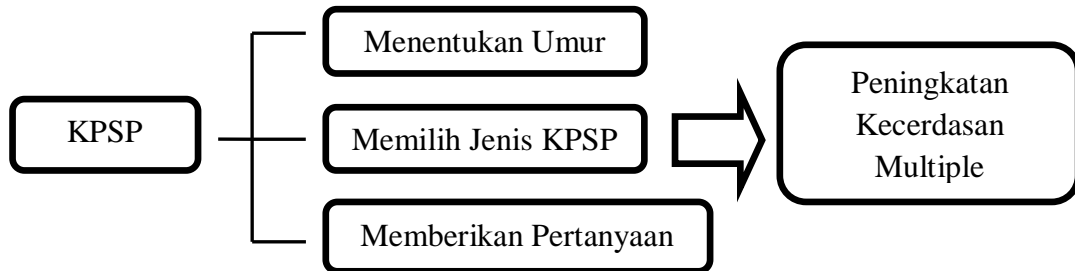 KPSP
Menentukan Umur
Memilih Jenis KPSP
Memberikan Pertanyaan
Peningkatan
Kecerdasan
Multiple